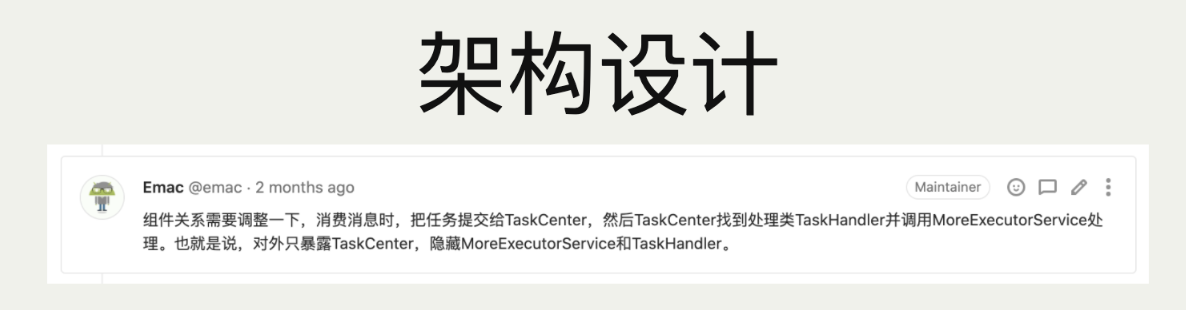 架构设计
Emac @emac · 2 months ago
Maintainer
组件关系需要调整一下，消费消息时，把任务提交给TaskCenter，然后TaskCenter找到处理类TaskHandler并调用MoreExecutorService处
理。也就是说，对外只暴露TaskCenter，隐藏MoreExecutorService和TaskHandler。